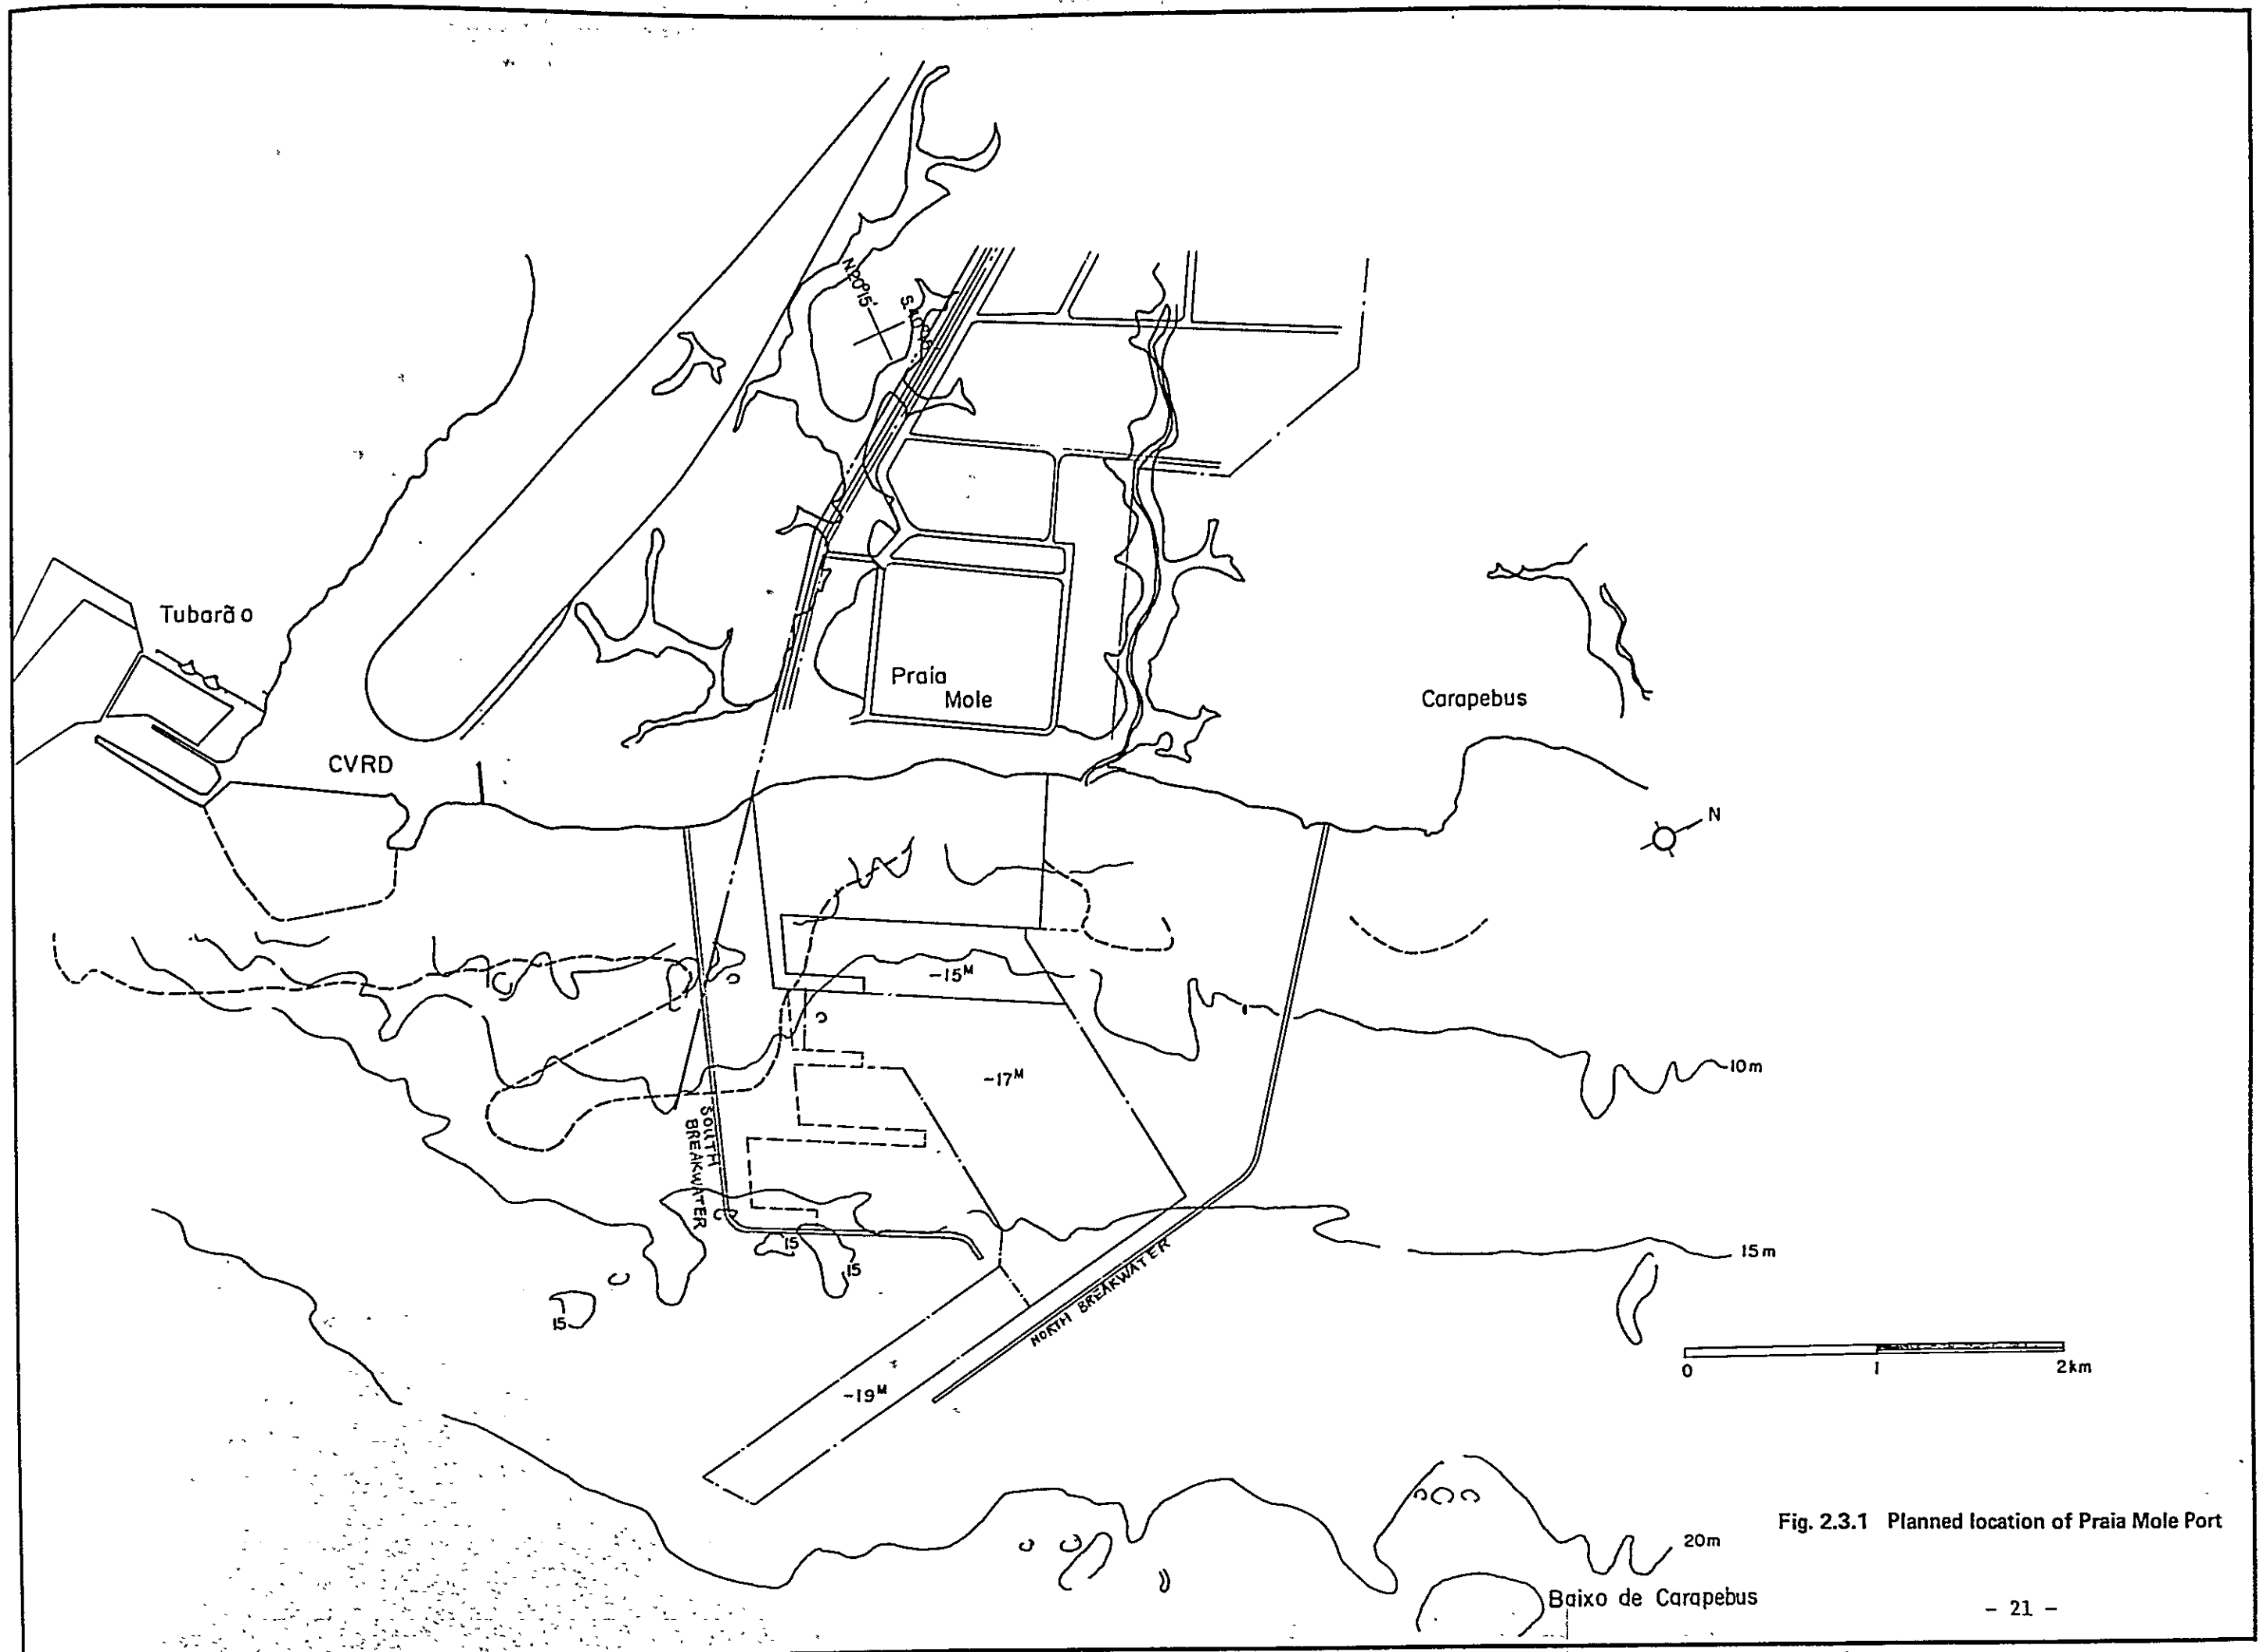 N20°15'
Tubarão
Praia
Mole
Carapebus
CVRD
N
-15M
-10m
-17M
SOUTH
BREAKWATER
15
15
15m
NORTH BREAKWATER
15
0 1 2km
-19M
Fig. 2.3.1 Planned location of Praia Mole Port
20m
Baixo de Carapebus
- 21 -